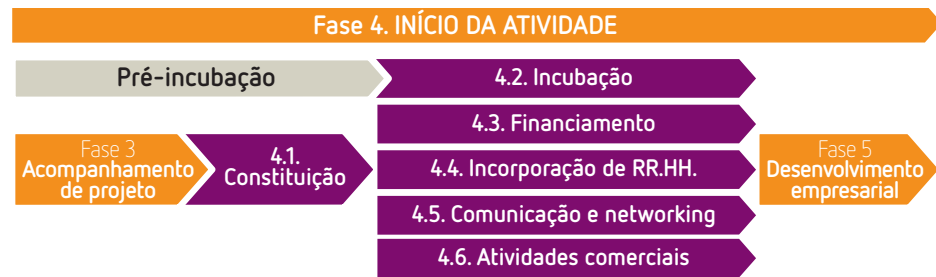 Fase 4. INÍCIO DA ATIVIDADE
Pré-incubação
4.2. Incubação
4.3. Financiamento
Fase 3
Acompanhamento
de projeto
4.1.
Constituição
4.4. Incorporação de RR.HH.
Fase 5
Desenvolvimento
empresarial
4.5. Comunicação e networking
4.6. Atividades comerciais